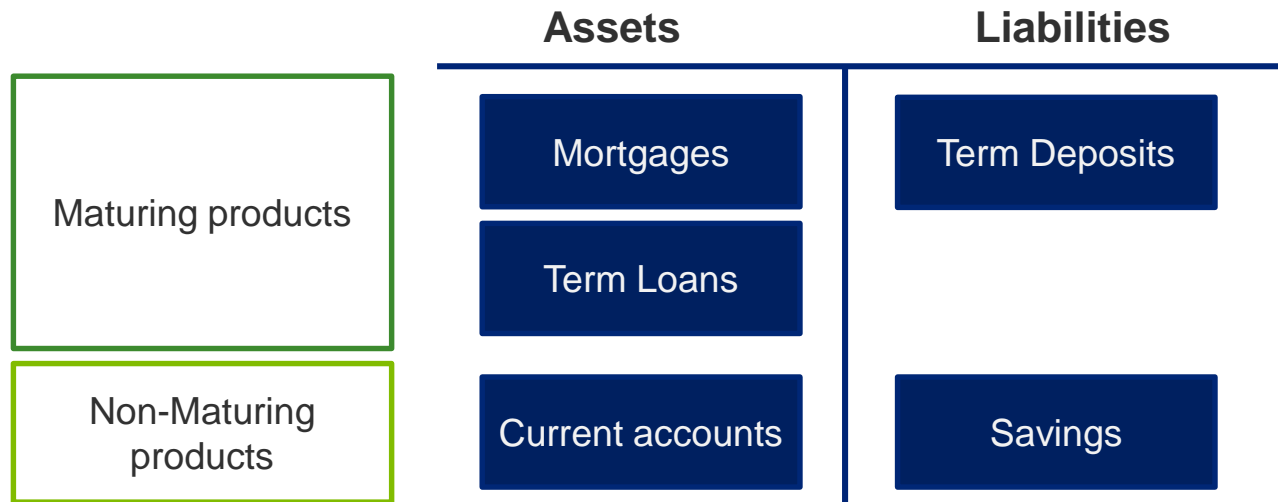 Assets
Liabilities
Maturing products
Mortgages
Term Deposits
Term Loans
Non-Maturing
products
Current accounts
Savings